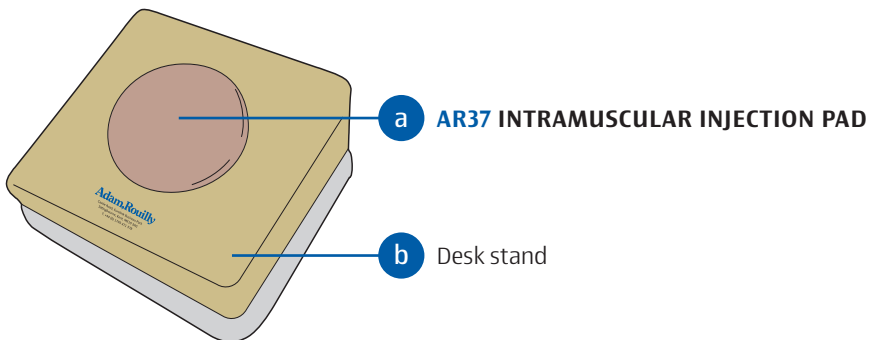 a AR37 INTRAMUSCULAR INJECTION PAD
Adam,Rouilly
b Desk stand